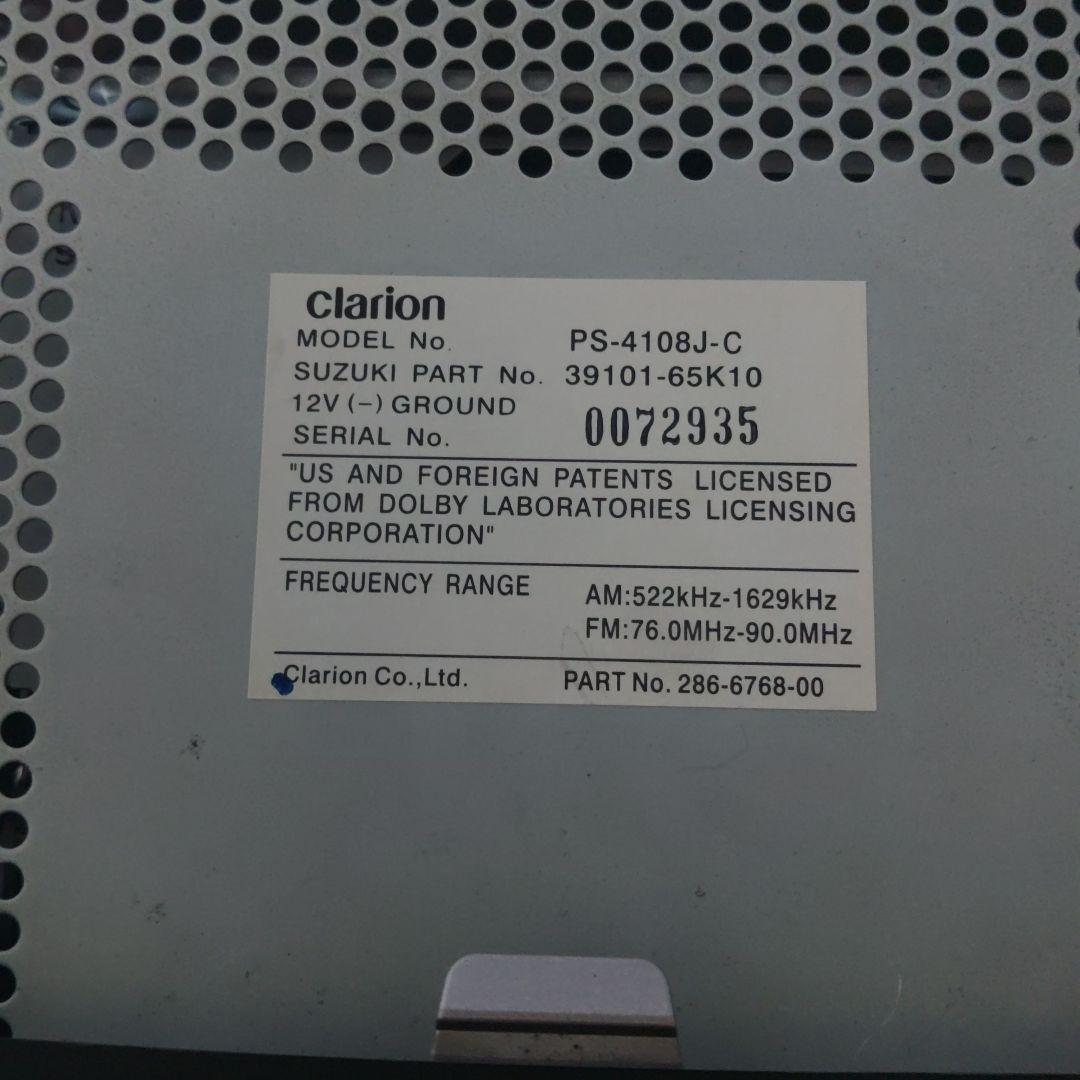 clarion
MODEL No. PS-4108J-C
SUZUKI PART No. 39101-65K10
12V (-) GROUND
SERIAL No. 0072935
"US AND FOREIGN PATENTS LICENSED
FROM DOLBY LABORATORIES LICENSING
CORPORATION"
FREQUENCY RANGE AM:522kHz-1629kHz
FM:76.0MHz-90.0MHz
Clarion Co.,Ltd. PART No. 286-6768-00